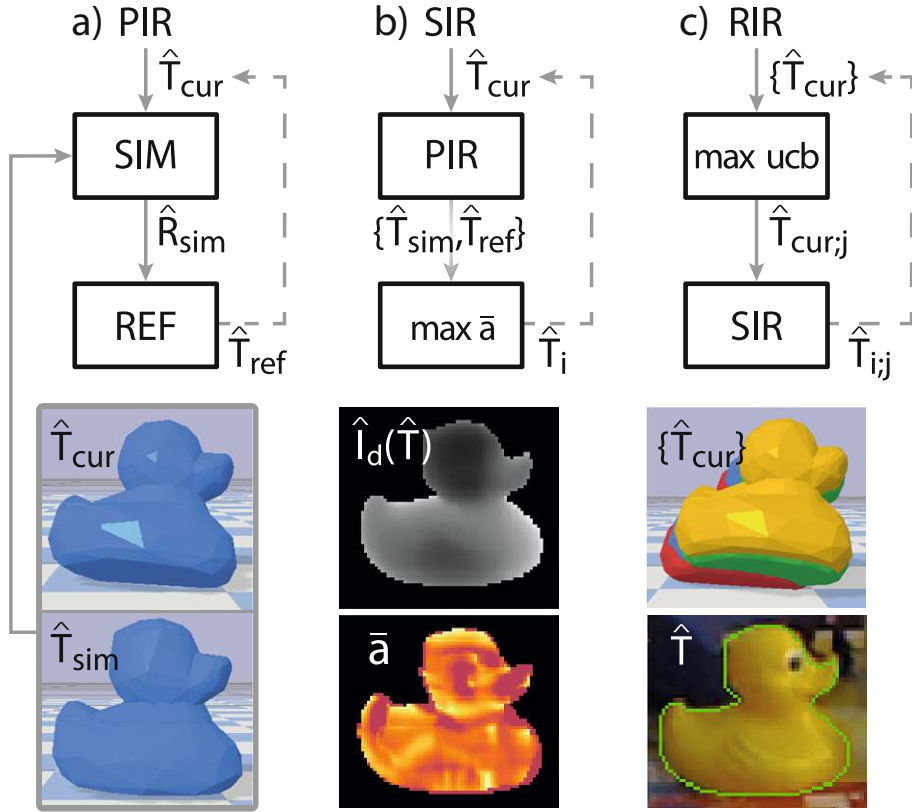 a) PIR
T̂cur
SIM
R̂sim
REF
T̂ref
T̂cur
T̂sim
b) SIR
T̂cur
PIR
{T̂sim,T̂ref}
max ā
T̂i
Îd(T̂)
ā
c) RIR
{T̂cur}
max ucb
T̂cur;j
SIR
T̂i;j
{T̂cur}
T̂